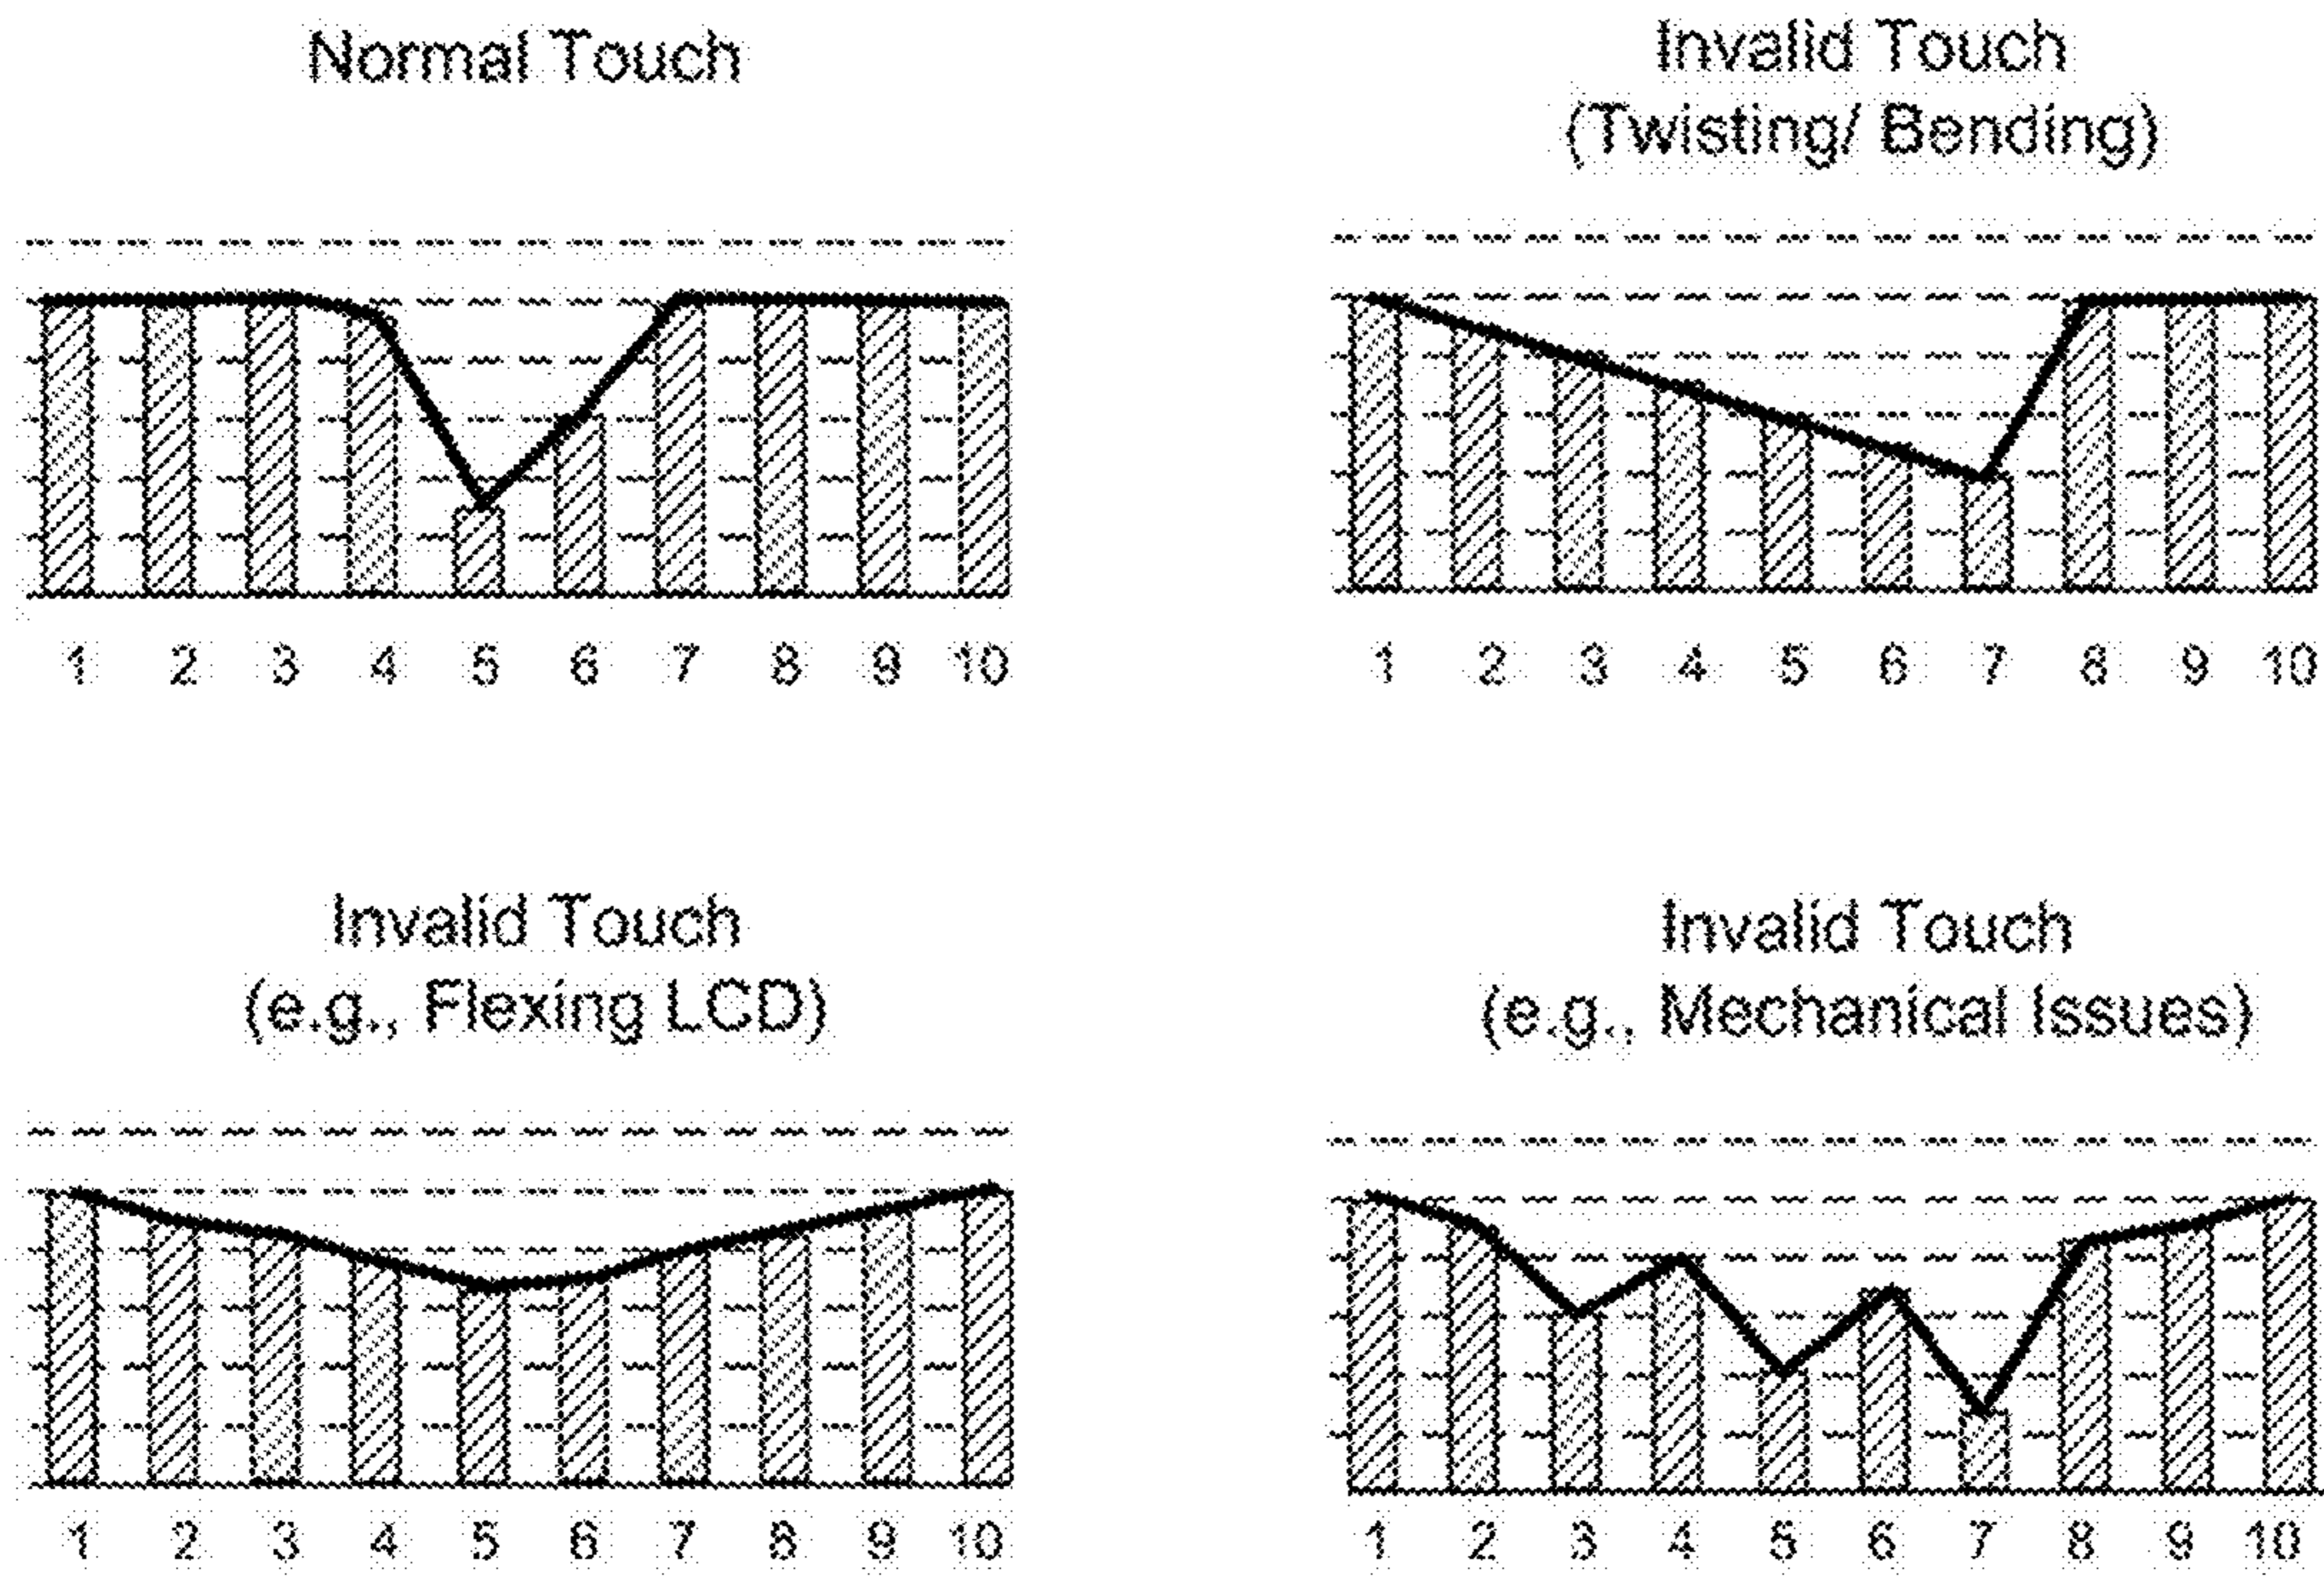 Normal Touch
Invalid Touch
(Twisting/ Bending)
1 2 3 4 5 6 7 8 9 10
1 2 3 4 5 6 7 8 9 10
Invalid Touch
(e.g., Flexing LCD)
Invalid Touch
(e.g., Mechanical Issues)
1 2 3 4 5 6 7 8 9 10
1 2 3 4 5 6 7 8 9 10